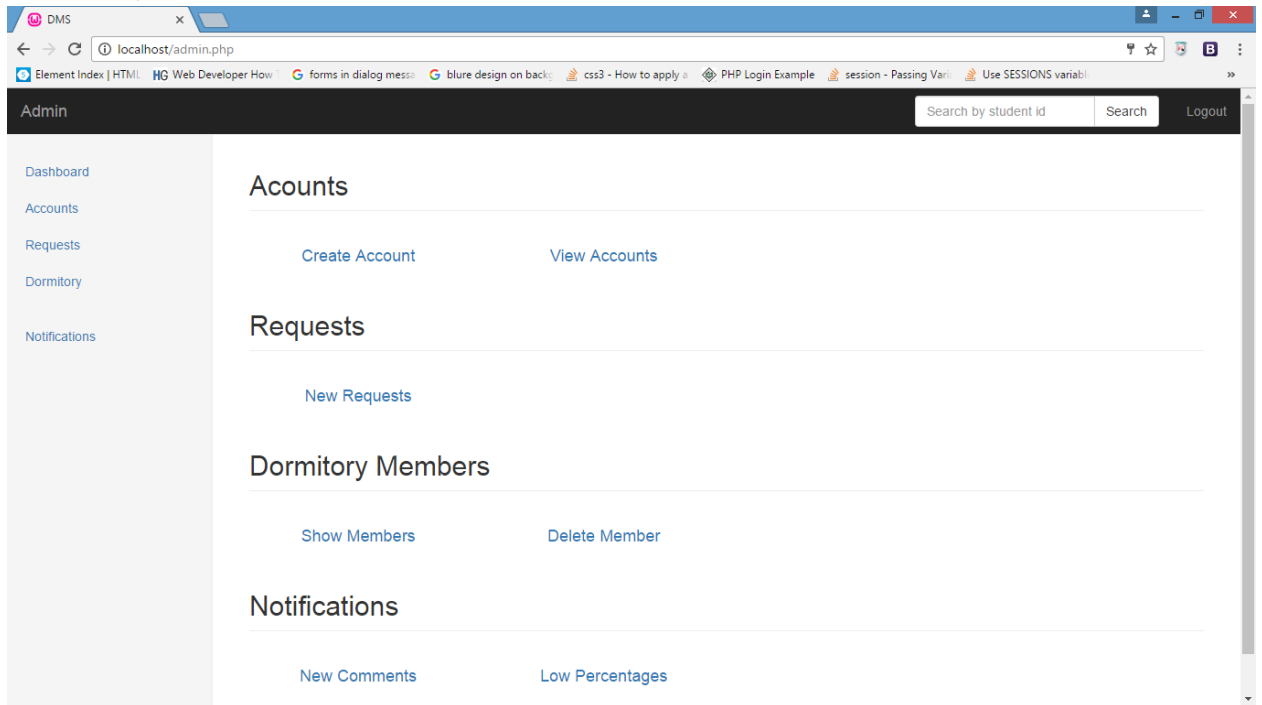 DMS
localhost/admin.php
Element Index | HTML HG Web Developer How G forms in dialog messa G blure design on backg css3 - How to apply a PHP Login Example session - Passing Vari Use SESSIONS variabl »
Admin Search by student id Search Logout
Dashboard
Accounts
Requests
Dormitory
Notifications
Acounts
Create Account View Accounts
Requests
New Requests
Dormitory Members
Show Members Delete Member
Notifications
New Comments Low Percentages